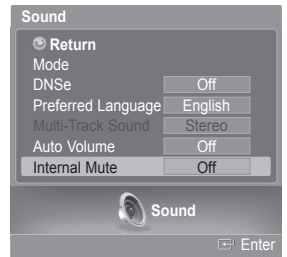 Sound
Return
Mode
DNSe Off
Preferred Language English
Multi-Track Sound Stereo
Auto Volume Off
Internal Mute Off
Sound
Enter